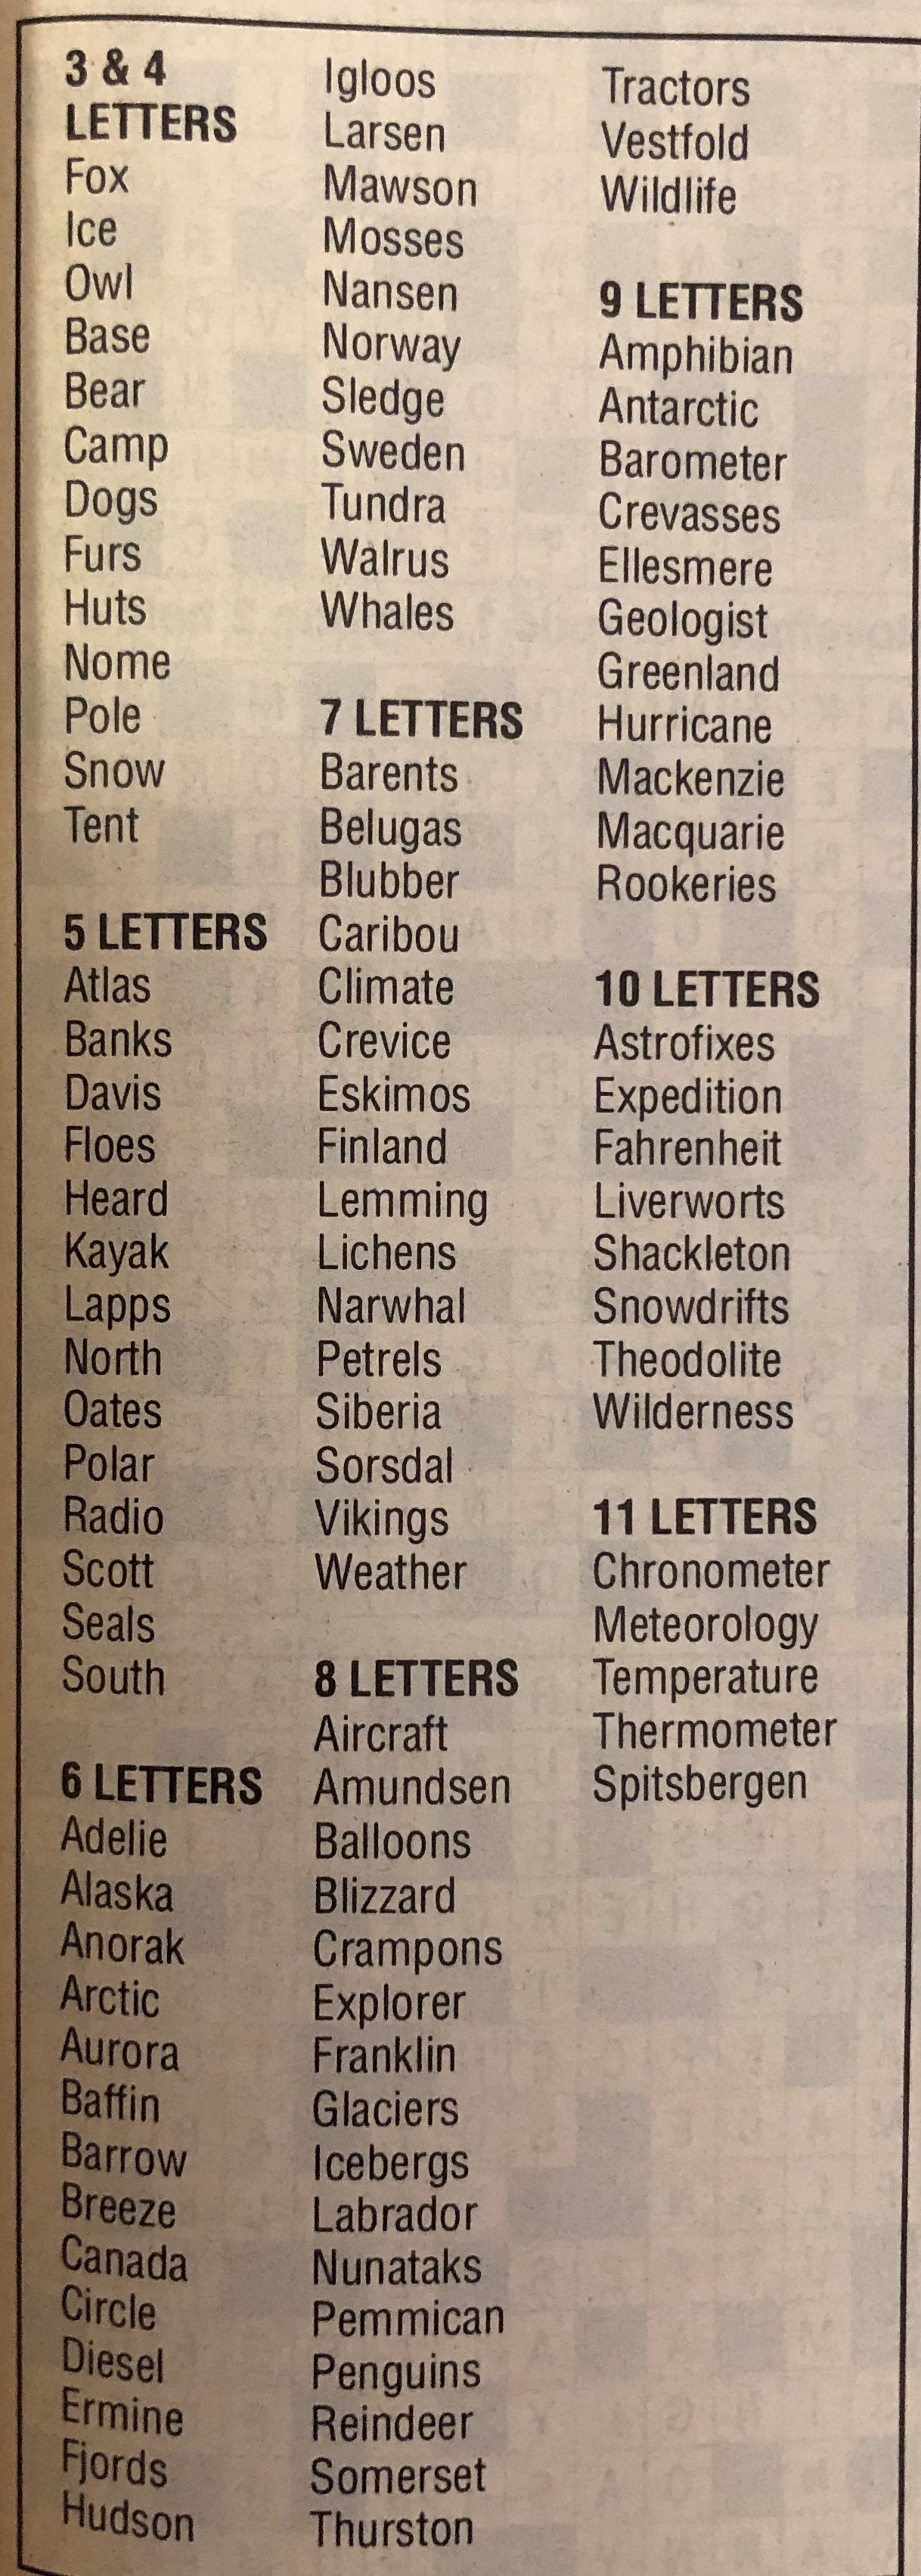 3 & 4
LETTERS
Fox
Ice
Owl
Base
Bear
Camp
Dogs
Furs
Huts
Nome
Pole
Snow
Tent
5 LETTERS
Atlas
Banks
Davis
Floes
Heard
Kayak
Lapps
North
Oates
Polar
Radio
Scott
Seals
South
6 LETTERS
Adelie
Alaska
Anorak
Arctic
Aurora
Baffin
Barrow
Breeze
Canada
Circle
Diesel
Ermine
Fjords
Hudson
Igloos
Larsen
Mawson
Mosses
Nansen
Norway
Sledge
Sweden
Tundra
Walrus
Whales
7 LETTERS
Barents
Belugas
Blubber
Caribou
Climate
Crevice
Eskimos
Finland
Lemming
Lichens
Narwhal
Petrels
Siberia
Sorsdal
Vikings
Weather
8 LETTERS
Aircraft
Amundsen
Balloons
Blizzard
Crampons
Explorer
Franklin
Glaciers
Icebergs
Labrador
Nunataks
Pemmican
Penguins
Reindeer
Somerset
Thurston
Tractors
Vestfold
Wildlife
9 LETTERS
Amphibian
Antarctic
Barometer
Crevasses
Ellesmere
Geologist
Greenland
Hurricane
Mackenzie
Macquarie
Rookeries
10 LETTERS
Astrofixes
Expedition
Fahrenheit
Liverworts
Shackleton
Snowdrifts
Theodolite
Wilderness
11 LETTERS
Chronometer
Meteorology
Temperature
Thermometer
Spitsbergen